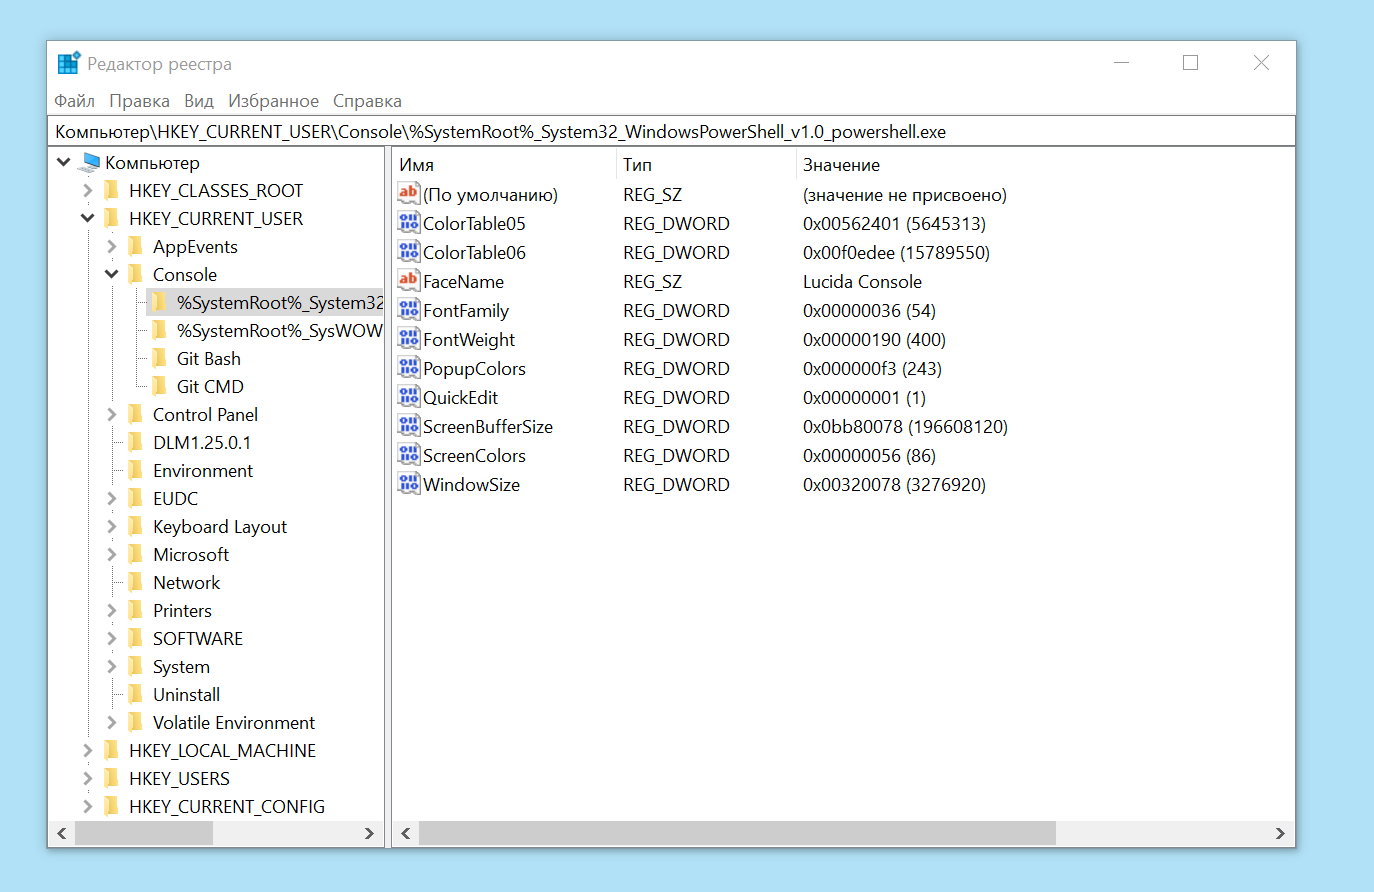 Редактор реестра
Файл Правка Вид Избранное Справка
Компьютер\HKEY_CURRENT_USER\Console\%SystemRoot%_System32_WindowsPowerShell_v1.0_powershell.exe
Компьютер
HKEY_CLASSES_ROOT
HKEY_CURRENT_USER
AppEvents
Console
%SystemRoot%_System32
%SystemRoot%_SysWOW
Git Bash
Git CMD
Control Panel
DLM1.25.0.1
Environment
EUDC
Keyboard Layout
Microsoft
Network
Printers
SOFTWARE
System
Uninstall
Volatile Environment
HKEY_LOCAL_MACHINE
HKEY_USERS
HKEY_CURRENT_CONFIG
Имя Тип Значение
(По умолчанию) REG_SZ (значение не присвоено)
ColorTable05 REG_DWORD 0x00562401 (5645313)
ColorTable06 REG_DWORD 0x00f0edee (15789550)
FaceName REG_SZ Lucida Console
FontFamily REG_DWORD 0x00000036 (54)
FontWeight REG_DWORD 0x00000190 (400)
PopupColors REG_DWORD 0x000000f3 (243)
QuickEdit REG_DWORD 0x00000001 (1)
ScreenBufferSize REG_DWORD 0x0bb80078 (196608120)
ScreenColors REG_DWORD 0x00000056 (86)
WindowSize REG_DWORD 0x00320078 (3276920)